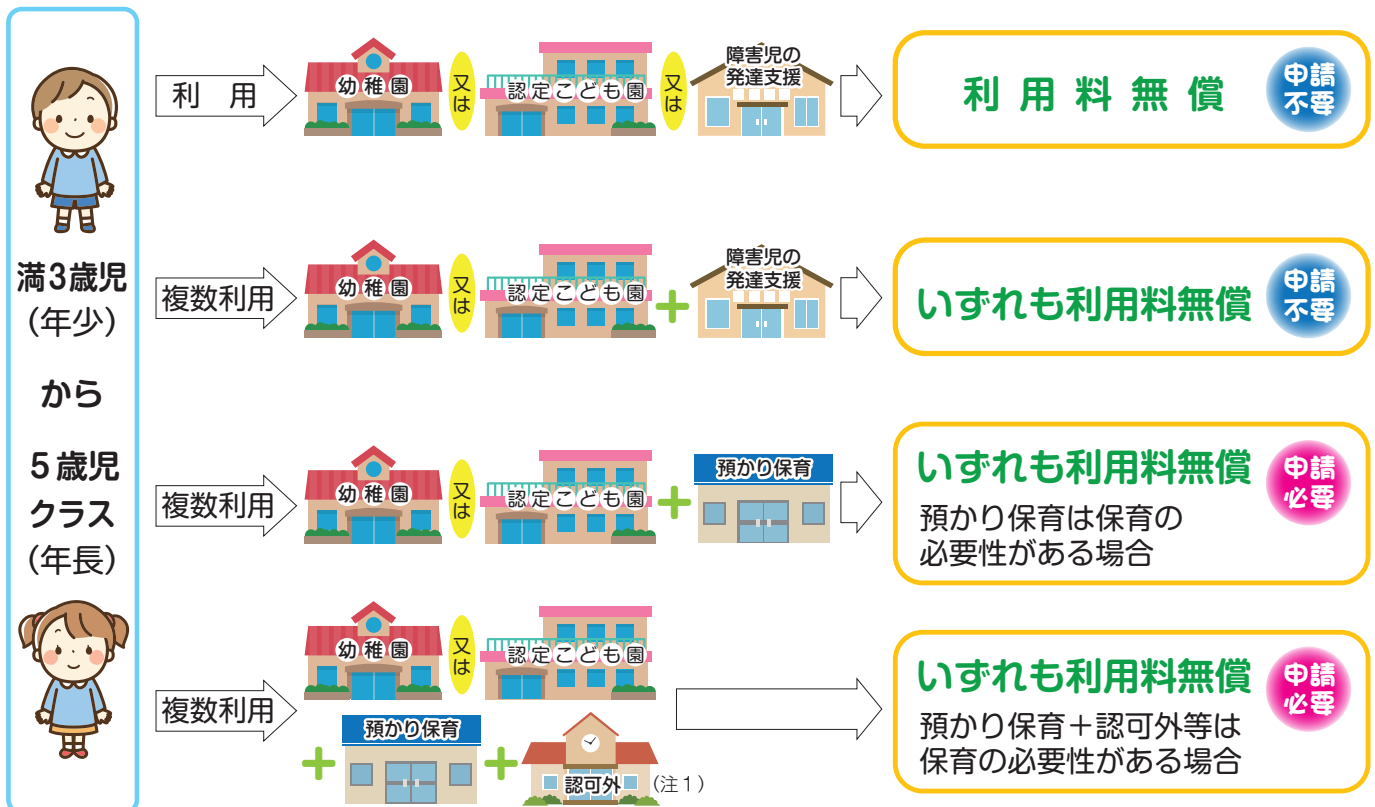 満3歳児
（年少）
から
5歳児
クラス
（年長）
利 用
幼稚園
又は
認定こども園
又は
障害児の
発達支援
利用料無償
申請
不要
複数利用
幼稚園
又は
認定こども園
+
障害児の
発達支援
いずれも利用料無償
申請
不要
複数利用
幼稚園
又は
認定こども園
+
預かり保育
いずれも利用料無償
預かり保育は保育の
必要性がある場合
申請
必要
複数利用
幼稚園
又は
認定こども園
+
預かり保育
+
認可外
（注１）
いずれも利用料無償
預かり保育＋認可外等は
保育の必要性がある場合
申請
必要